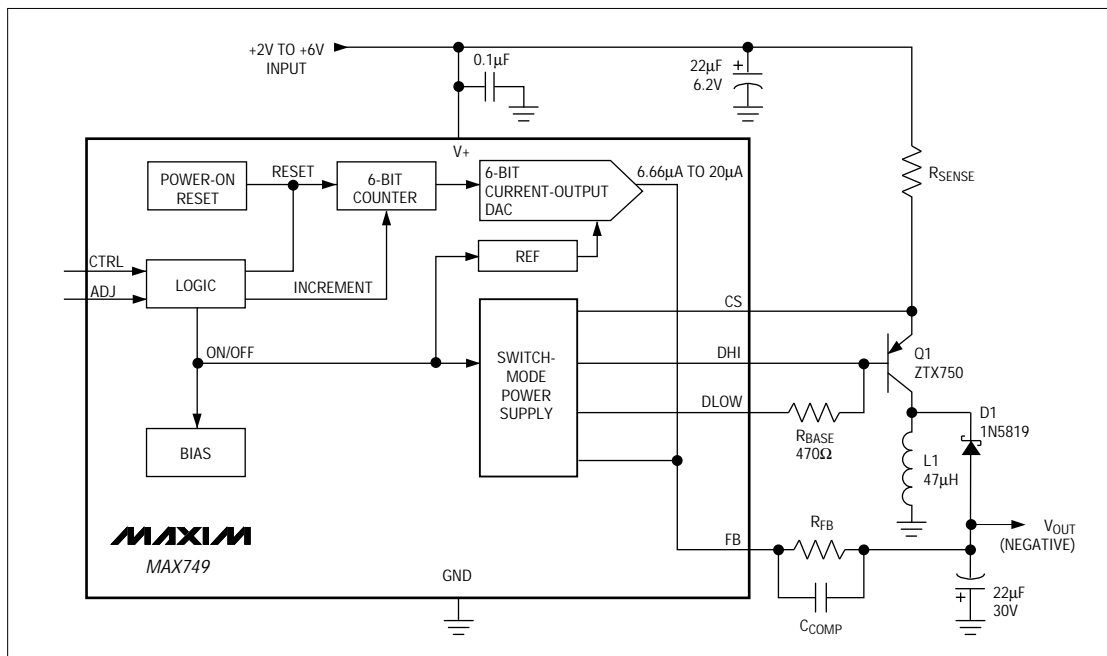 +2V TO +6V
INPUT
0.1µF
22µF
6.2V
V+
RSENSE
POWER-ON
RESET
RESET
6-BIT
COUNTER
6-BIT
CURRENT-OUTPUT
DAC
6.66µA TO 20µA
REF
CTRL
ADJ
LOGIC
INCREMENT
CS
ON/OFF
SWITCH-
MODE
POWER
SUPPLY
DHI
DLOW
Q1
ZTX750
RBASE
470Ω
D1
1N5819
L1
47µH
BIAS
MAXIM
MAX749
FB
RFB
CCOMP
VOUT
(NEGATIVE)
GND
22µF
30V